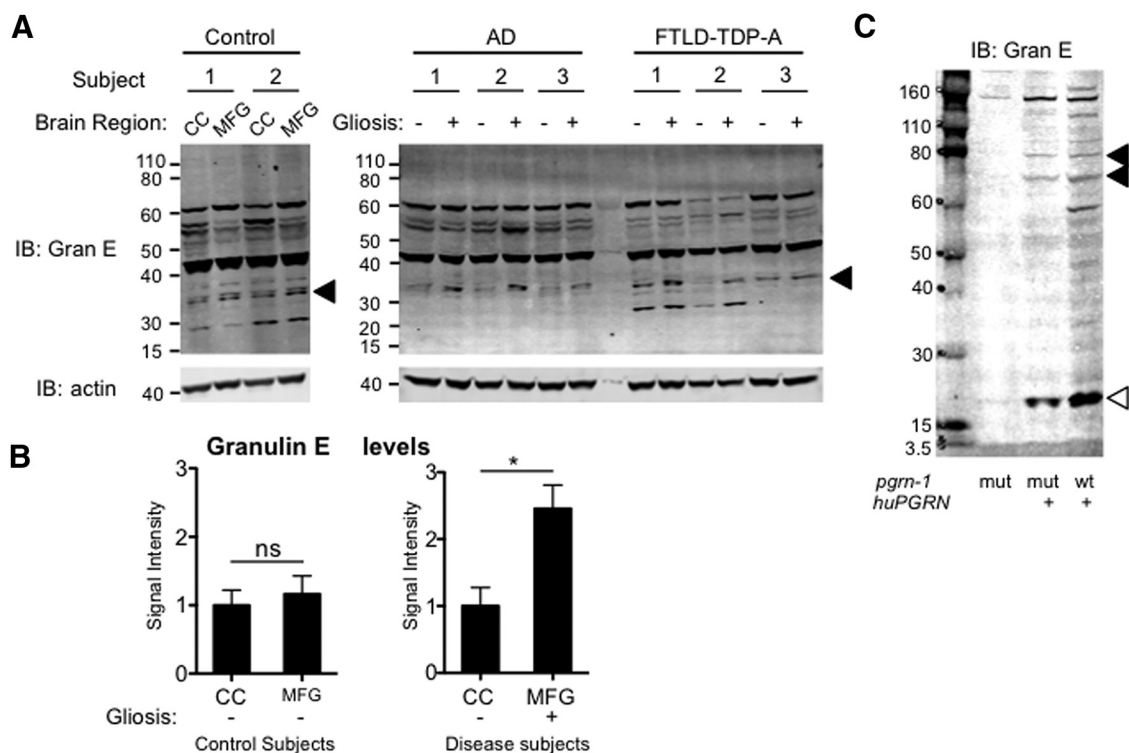 A
Control
AD
FTLD-TDP-A
Subject
1
2
1
2
3
1
2
3
Brain Region:
CC
MFG
CC
MFG
Gliosis:
-
+
-
+
-
+
-
+
-
+
-
+
IB: Gran E
110
80
60
50
40
30
15
110
80
60
50
40
30
20
15
IB: actin
40
40
B
Granulin E levels
Signal Intensity
3
2
1
0
ns
CC
MFG
Gliosis:
-
-
Control Subjects
Signal Intensity
3
2
1
0
*
CC
MFG
-
+
Disease subjects
C
IB: Gran E
160
110
80
60
50
40
30
15
3.5
pgrn-1 mut mut wt
huPGRN + +